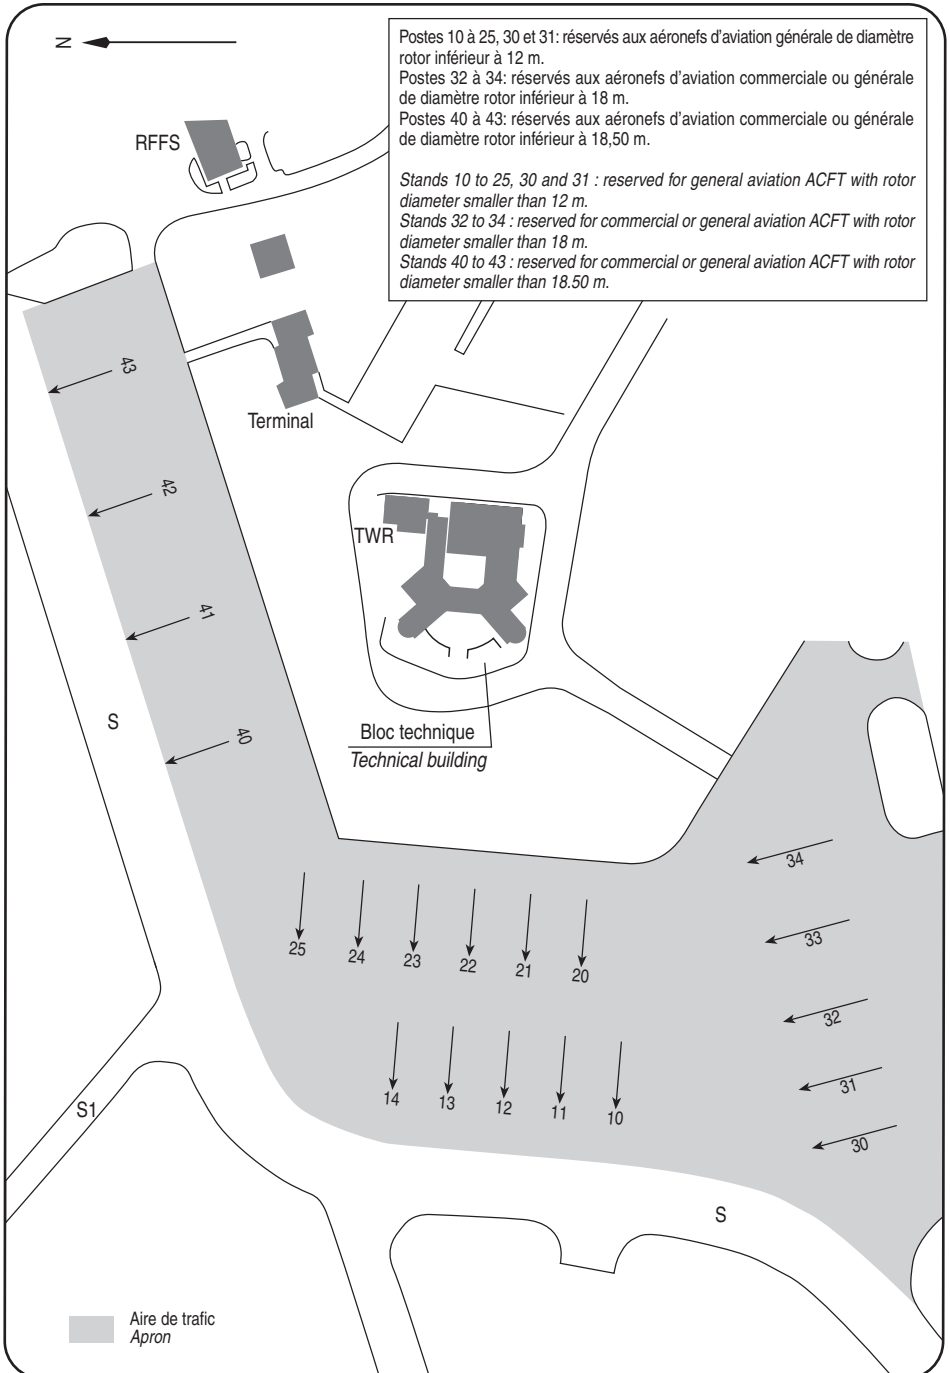 N
Postes 10 à 25, 30 et 31: réservés aux aéronefs d'aviation générale de diamètre
rotor inférieur à 12 m.
Postes 32 à 34: réservés aux aéronefs d'aviation commerciale ou générale
de diamètre rotor inférieur à 18 m.
Postes 40 à 43: réservés aux aéronefs d'aviation commerciale ou générale
de diamètre rotor inférieur à 18,50 m.
Stands 10 to 25, 30 and 31 : reserved for general aviation ACFT with rotor
diameter smaller than 12 m.
Stands 32 to 34 : reserved for commercial or general aviation ACFT with rotor
diameter smaller than 18 m.
Stands 40 to 43 : reserved for commercial or general aviation ACFT with rotor
diameter smaller than 18.50 m.
RFFS
43
Terminal
42
TWR
41
S
40
Bloc technique
Technical building
34
33
25
24
23
22
21
20
32
31
14
13
12
11
10
S1
30
S
Aire de trafic
Apron